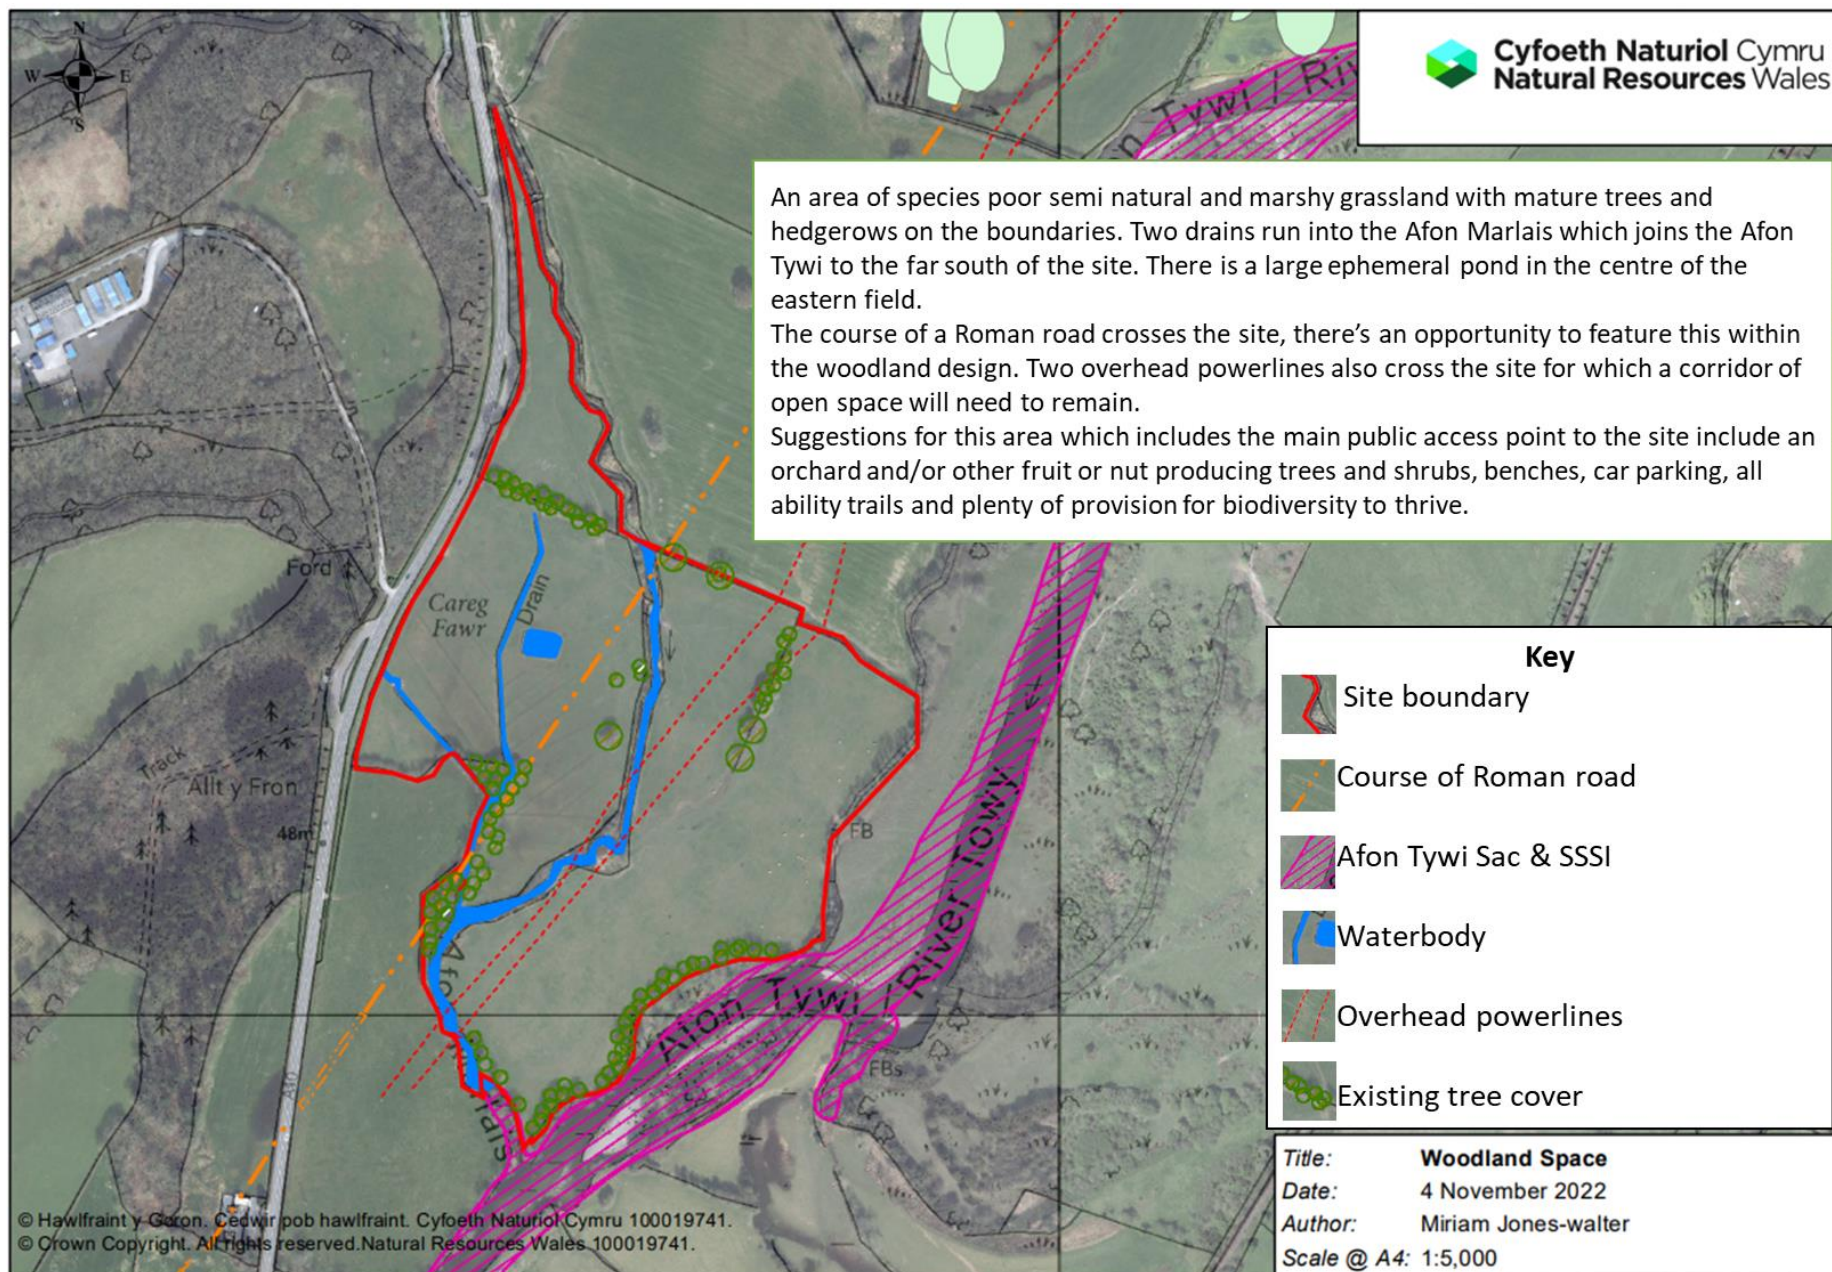 N
W E
S
Cyfoeth Naturiol Cymru
Natural Resources Wales
An area of species poor semi natural and marshy grassland with mature trees and
hedgerows on the boundaries. Two drains run into the Afon Marlais which joins the Afon
Tywi to the far south of the site. There is a large ephemeral pond in the centre of the
eastern field.
The course of a Roman road crosses the site, there’s an opportunity to feature this within
the woodland design. Two overhead powerlines also cross the site for which a corridor of
open space will need to remain.
Suggestions for this area which includes the main public access point to the site include an
orchard and/or other fruit or nut producing trees and shrubs, benches, car parking, all
ability trails and plenty of provision for biodiversity to thrive.
Ford
Careg
Fawr
Drain
Track
Allt y Fron
48m
FB
Afon Tywi / River Towy
FBs
Key
Site boundary
Course of Roman road
Afon Tywi Sac & SSSI
Waterbody
Overhead powerlines
Existing tree cover
Title: Woodland Space
Date: 4 November 2022
Author: Miriam Jones-walter
Scale @ A4: 1:5,000
© Hawlfraint y Goron. Cedwir pob hawlfraint. Cyfoeth Naturiol Cymru 100019741.
© Crown Copyright. All rights reserved.Natural Resources Wales 100019741.